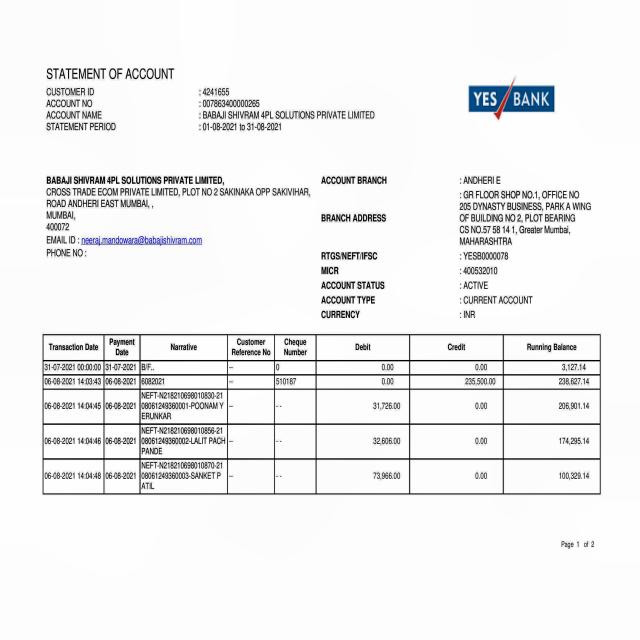 STATEMENT OF ACCOUNT
CUSTOMER ID : 4241655
ACCOUNT NO : 007863400000265
ACCOUNT NAME : BABAJI SHIVRAM 4PL SOLUTIONS PRIVATE LIMITED
STATEMENT PERIOD : 01-08-2021 to 31-08-2021
YES BANK
BABAJI SHIVRAM 4PL SOLUTIONS PRIVATE LIMITED,
CROSS TRADE ECOM PRIVATE LIMITED, PLOT NO 2 SAKINAKA OPP SAKIVIHAR,
ROAD ANDHERI EAST MUMBAI, ,
MUMBAI,
400072
EMAIL ID : neeraj.mandowara@babajishivram.com
PHONE NO :
ACCOUNT BRANCH : ANDHERI E
BRANCH ADDRESS : GR FLOOR SHOP NO.1, OFFICE NO
205 DYNASTY BUSINESS, PARK A WING
OF BUILDING NO 2, PLOT BEARING
CS NO.57 58 14 1, Greater Mumbai,
MAHARASHTRA
RTGS/NEFT/IFSC : YESB0000078
MICR : 400532010
ACCOUNT STATUS : ACTIVE
ACCOUNT TYPE : CURRENT ACCOUNT
CURRENCY : INR
Transaction Date Payment Date Narrative Customer Reference No Cheque Number Debit Credit Running Balance
31-07-2021 00:00:00 31-07-2021 B/F.. -- 0 0.00 0.00 3,127.14
06-08-2021 14:03:43 06-08-2021 6082021 -- 510187 0.00 235,500.00 238,627.14
NEFT-N218210698010830-21
06-08-2021 14:04:45 06-08-2021 08061249360001-POONAM Y -- - - 31,726.00 0.00 206,901.14
ERUNKAR
NEFT-N218210698010856-21
06-08-2021 14:04:46 06-08-2021 08061249360002-LALIT PACH -- - - 32,606.00 0.00 174,295.14
PANDE
NEFT-N218210698010870-21
06-08-2021 14:04:48 06-08-2021 08061249360003-SANKET P -- - - 73,966.00 0.00 100,329.14
ATIL
Page 1 of 2